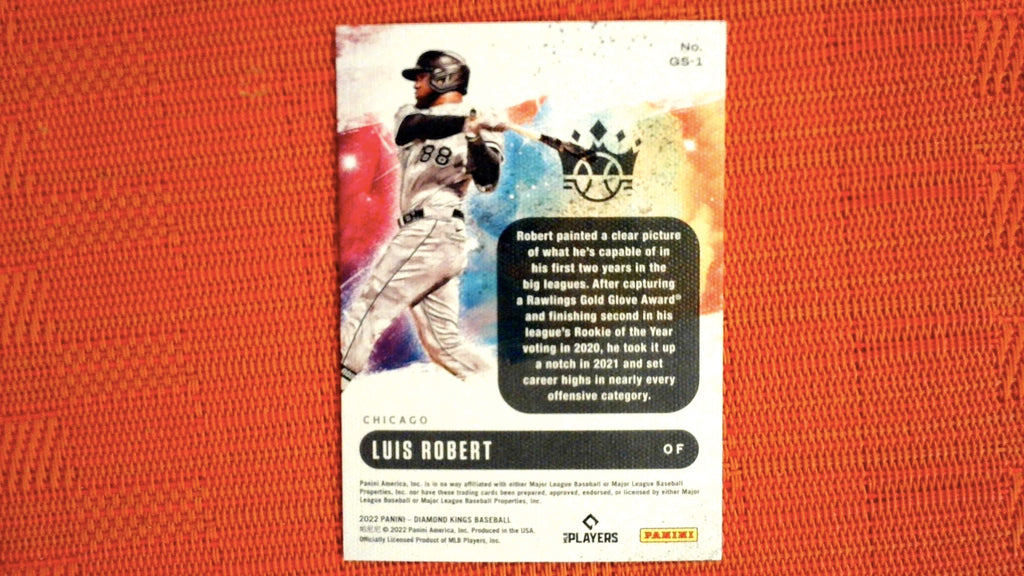 No.
GS-1
88
Robert painted a clear picture
of what he's capable of in
his first two years in the
big leagues. After capturing
a Rawlings Gold Glove Award®
and finishing second in his
league's Rookie of the Year
voting in 2020, he took it up
a notch in 2021 and set
career highs in nearly every
offensive category.
CHICAGO
LUIS ROBERT
OF
Panini America, Inc. is in no way affiliated with either Major League Baseball or Major League Baseball
Properties, Inc. nor have these trading cards been prepared, approved, endorsed, or licensed by either Major
League Baseball or Major League Baseball Properties, Inc.
2022 PANINI – DIAMOND KINGS BASEBALL
帕尼尼 © 2022 Panini America, Inc. Produced in the USA.
Officially Licensed Product of MLB Players, Inc.
MLB PLAYERS
PANINI